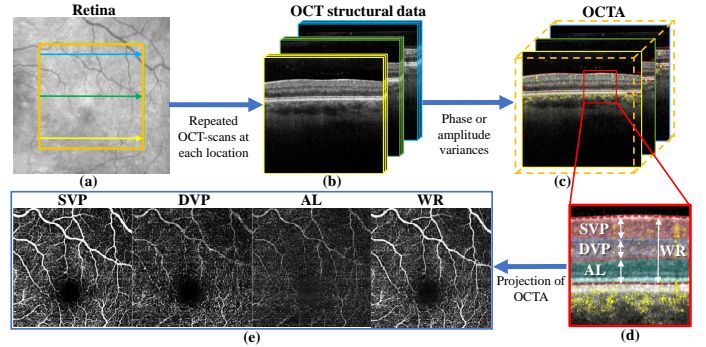 Retina
OCT structural data
OCTA
Repeated
OCT-scans at
each location
Phase or
amplitude
variances
(a)
(b)
(c)
SVP
DVP
AL
WR
SVP
DVP
AL
WR
Projection of
OCTA
(d)
(e)